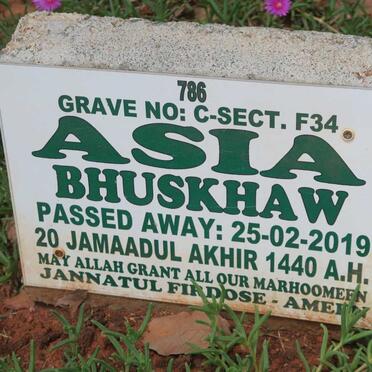 786
GRAVE NO: C-SECT. F34
ASIA
BHUSKHAW
PASSED AWAY: 25-02-2019
20 JAMAADUL AKHIR 1440 A.H.
MAY ALLAH GRANT ALL OUR MARHOOMEEN
JANNATUL FIRDOSE - AMEEN